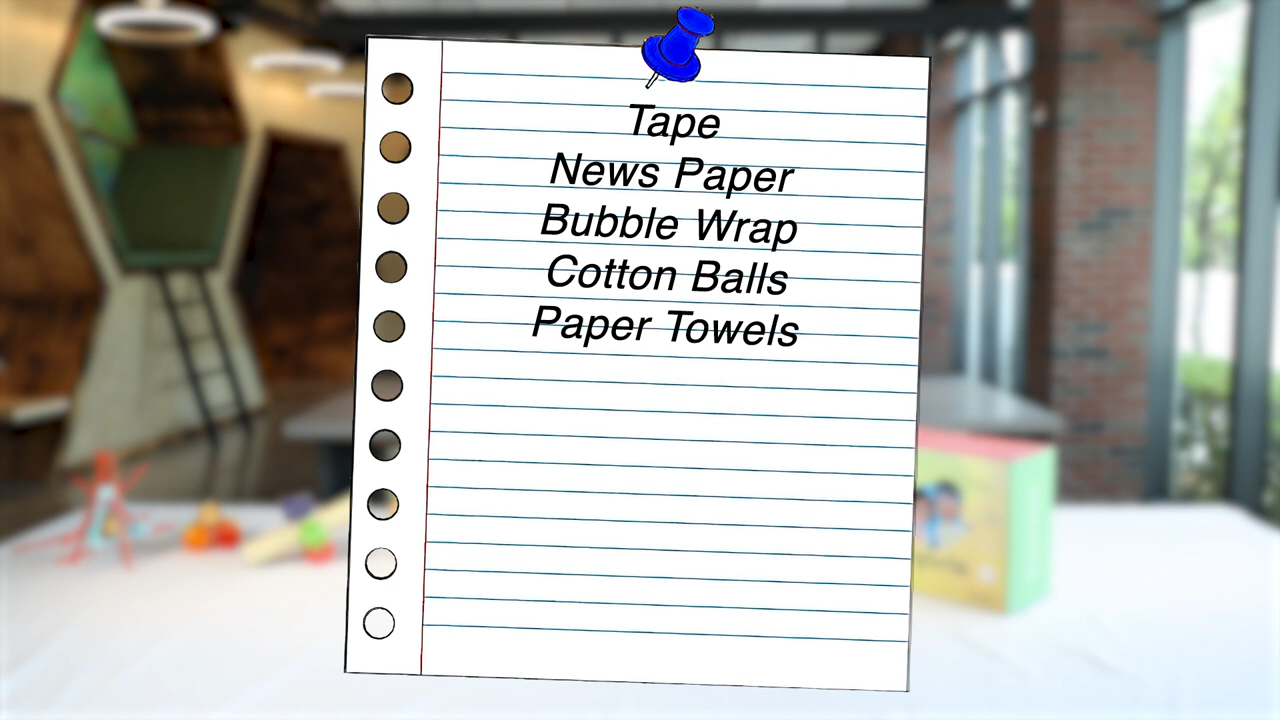 Tape
News Paper
Bubble Wrap
Cotton Balls
Paper Towels